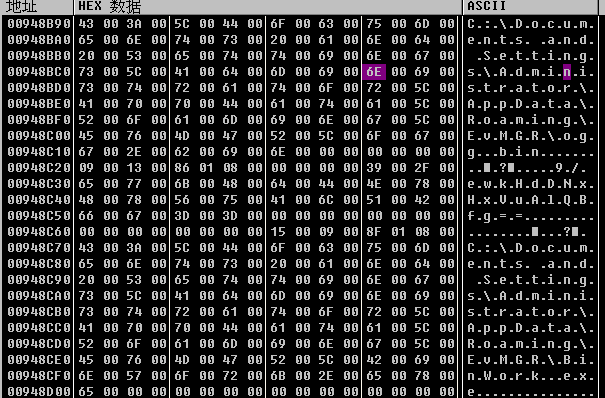 地址 HEX 数据 ASCII
00948B90 43 00 3A 00 5C 00 44 00 6F 00 63 00 75 00 6D 00 C.:.\.D.o.c.u.m.
00948BA0 65 00 6E 00 74 00 73 00 20 00 61 00 6E 00 64 00 e.n.t.s. .a.n.d.
00948BB0 20 00 53 00 65 00 74 00 74 00 69 00 6E 00 67 00 .S.e.t.t.i.n.g.
00948BC0 73 00 5C 00 41 00 64 00 6D 00 69 00 6E 00 69 00 s.\.A.d.m.i.n.i.
00948BD0 73 00 74 00 72 00 61 00 74 00 6F 00 72 00 5C 00 s.t.r.a.t.o.r.\.
00948BE0 41 00 70 00 70 00 44 00 61 00 74 00 61 00 5C 00 A.p.p.D.a.t.a.\.
00948BF0 52 00 6F 00 61 00 6D 00 69 00 6E 00 67 00 5C 00 R.o.a.m.i.n.g.\.
00948C00 45 00 76 00 4D 00 47 00 52 00 5C 00 6F 00 67 00 E.v.M.G.R.\.o.g.
00948C10 67 00 2E 00 62 00 69 00 6E 00 00 00 00 00 00 00 g...b.i.n.......
00948C20 09 00 13 00 86 01 08 00 00 00 00 00 39 00 2F 00 ..■.?■.....9./.
00948C30 65 00 77 00 6B 00 48 00 64 00 44 00 4E 00 78 00 e.w.k.H.d.D.N.x.
00948C40 48 00 78 00 56 00 75 00 41 00 6C 00 51 00 42 00 H.x.V.u.A.l.Q.B.
00948C50 66 00 67 00 3D 00 3D 00 00 00 00 00 00 00 00 00 f.g.=.=.........
00948C60 00 00 00 00 00 00 00 00 15 00 09 00 8F 01 08 00 ........■...?■.
00948C70 43 00 3A 00 5C 00 44 00 6F 00 63 00 75 00 6D 00 C.:.\.D.o.c.u.m.
00948C80 65 00 6E 00 74 00 73 00 20 00 61 00 6E 00 64 00 e.n.t.s. .a.n.d.
00948C90 20 00 53 00 65 00 74 00 74 00 69 00 6E 00 67 00 .S.e.t.t.i.n.g.
00948CA0 73 00 5C 00 41 00 64 00 6D 00 69 00 6E 00 69 00 s.\.A.d.m.i.n.i.
00948CB0 73 00 74 00 72 00 61 00 74 00 6F 00 72 00 5C 00 s.t.r.a.t.o.r.\.
00948CC0 41 00 70 00 70 00 44 00 61 00 74 00 61 00 5C 00 A.p.p.D.a.t.a.\.
00948CD0 52 00 6F 00 61 00 6D 00 69 00 6E 00 67 00 5C 00 R.o.a.m.i.n.g.\.
00948CE0 45 00 76 00 4D 00 47 00 52 00 5C 00 42 00 69 00 E.v.M.G.R.\.B.i.
00948CF0 6E 00 57 00 6F 00 72 00 6B 00 2E 00 65 00 78 00 n.W.o.r.k...e.x.
00948D00 65 00 00 00 00 00 00 00 00 00 00 00 00 00 00 00 e...............